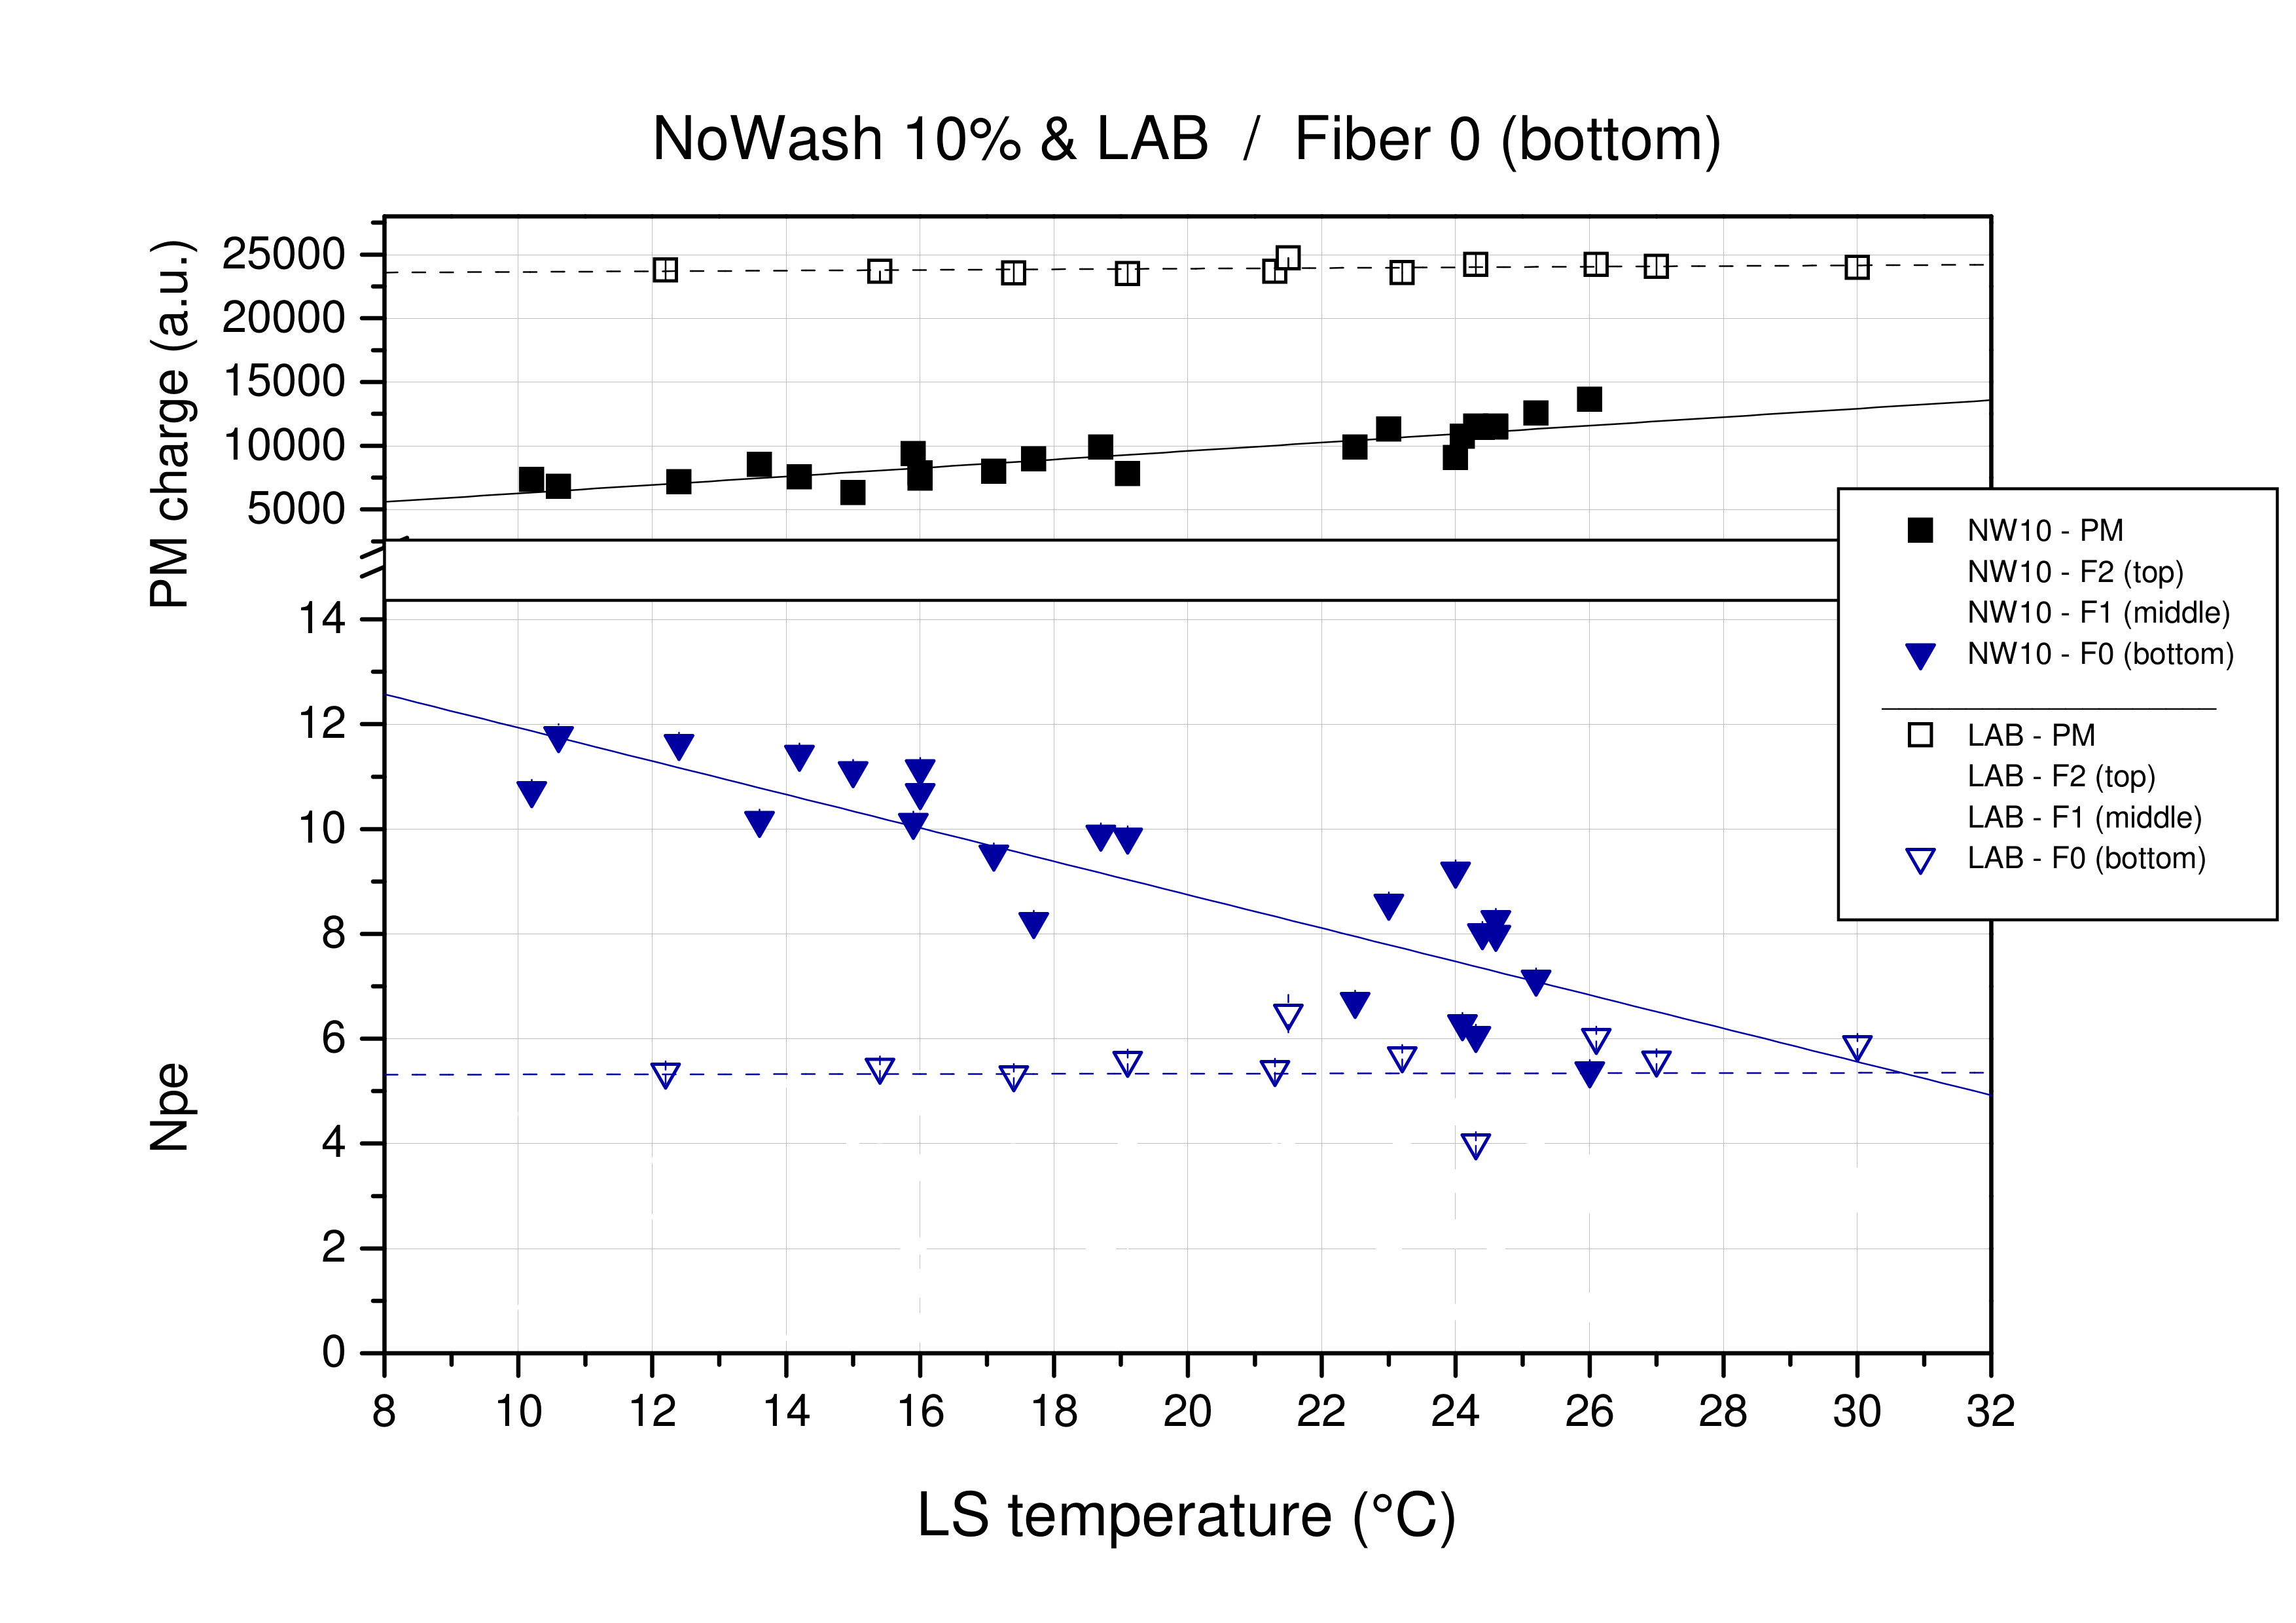 NoWash 10% & LAB / Fiber 0 (bottom)
PM charge (a.u.)
25000
20000
15000
10000
5000
14
12
10
8
6
4
2
0
Npe
8 10 12 14 16 18 20 22 24 26 28 30 32
LS temperature (°C)
NW10 - PM
NW10 - F2 (top)
NW10 - F1 (middle)
NW10 - F0 (bottom)
LAB - PM
LAB - F2 (top)
LAB - F1 (middle)
LAB - F0 (bottom)